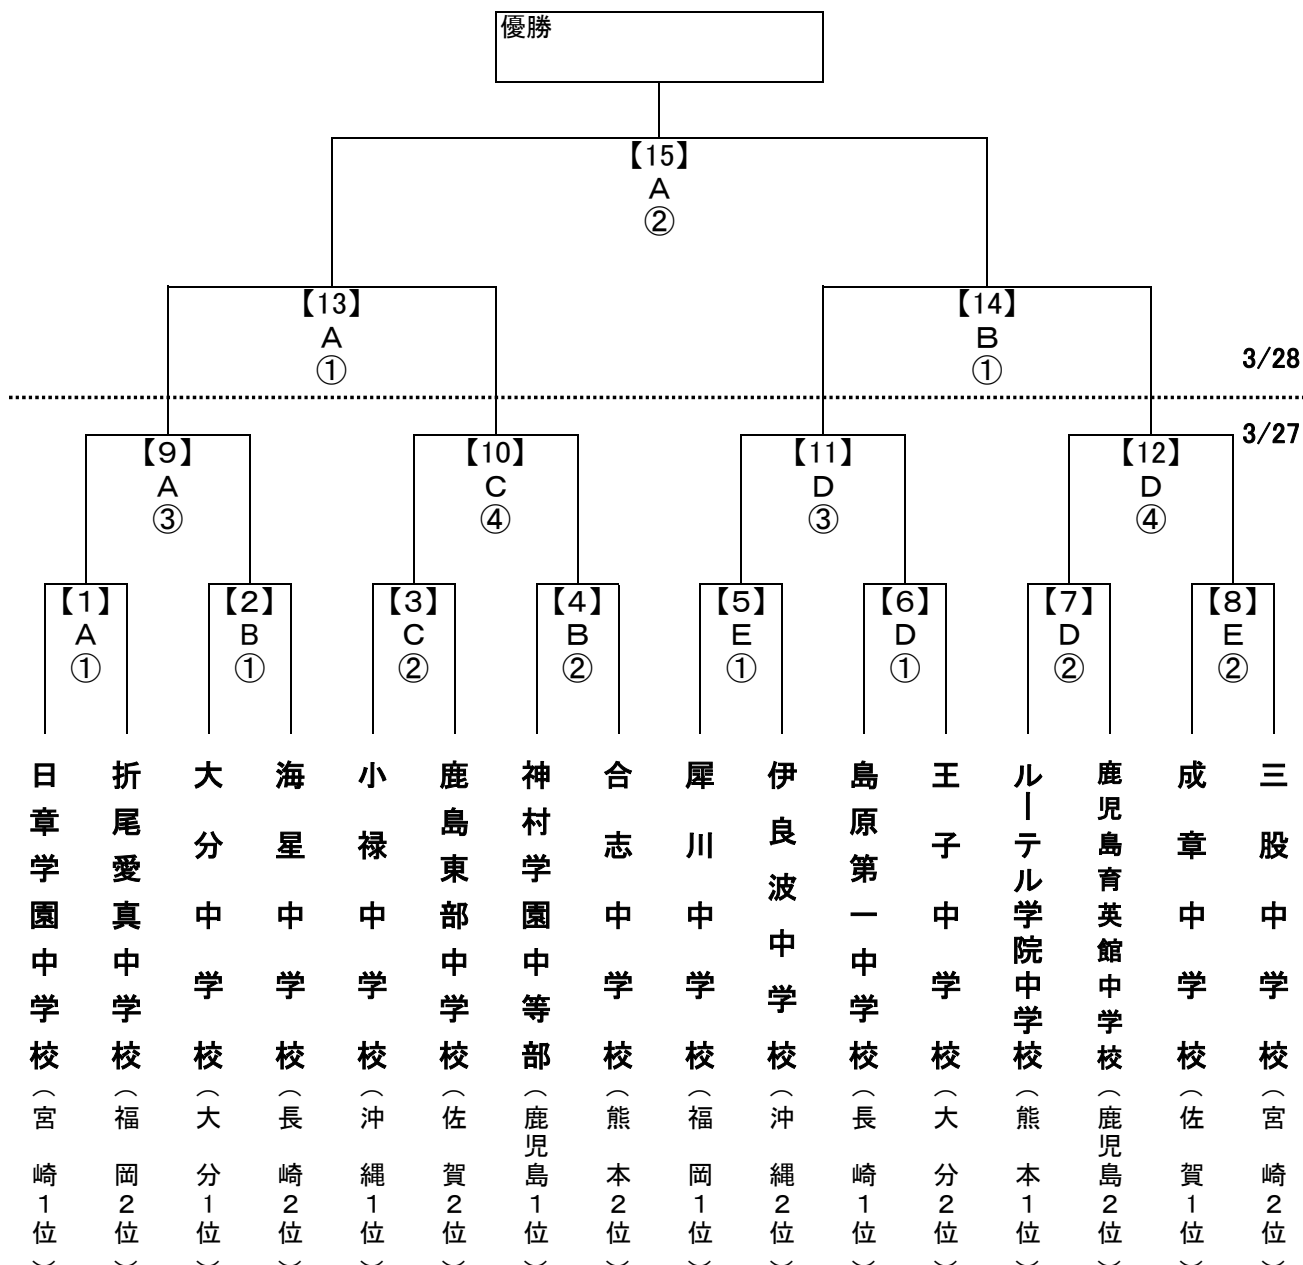 優勝
【15】
A
②
【13】
A
①
【14】
B
①
3/28
3/27
【9】
A
③
【10】
C
④
【11】
D
③
【12】
D
④
【1】
A
①
【2】
B
①
【3】
C
②
【4】
B
②
【5】
E
①
【6】
D
①
【7】
D
②
【8】
E
②
日章学園中学校（宮崎１位）
折尾愛真中学校（福岡２位）
大分中学校（大分１位）
海星中学校（長崎２位）
小禄中学校（沖縄１位）
鹿島東部中学校（佐賀２位）
神村学園中等部（鹿児島１位）
合志中学校（熊本２位）
犀川中学校（福岡１位）
伊良波中学校（沖縄２位）
島原第一中学校（長崎１位）
王子中学校（大分２位）
ルーテル学院中学校（熊本１位）
鹿児島育英館中学校（鹿児島２位）
成章中学校（佐賀１位）
三股中学校（宮崎２位）